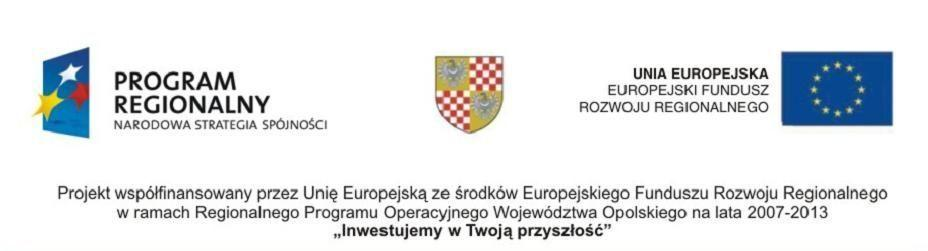 PROGRAM
REGIONALNY
NARODOWA STRATEGIA SPÓJNOŚCI
UNIA EUROPEJSKA
EUROPEJSKI FUNDUSZ
ROZWOJU REGIONALNEGO
Projekt współfinansowany przez Unię Europejską ze środków Europejskiego Funduszu Rozwoju Regionalnego
w ramach Regionalnego Programu Operacyjnego Województwa Opolskiego na lata 2007-2013
„Inwestujemy w Twoją przyszłość”